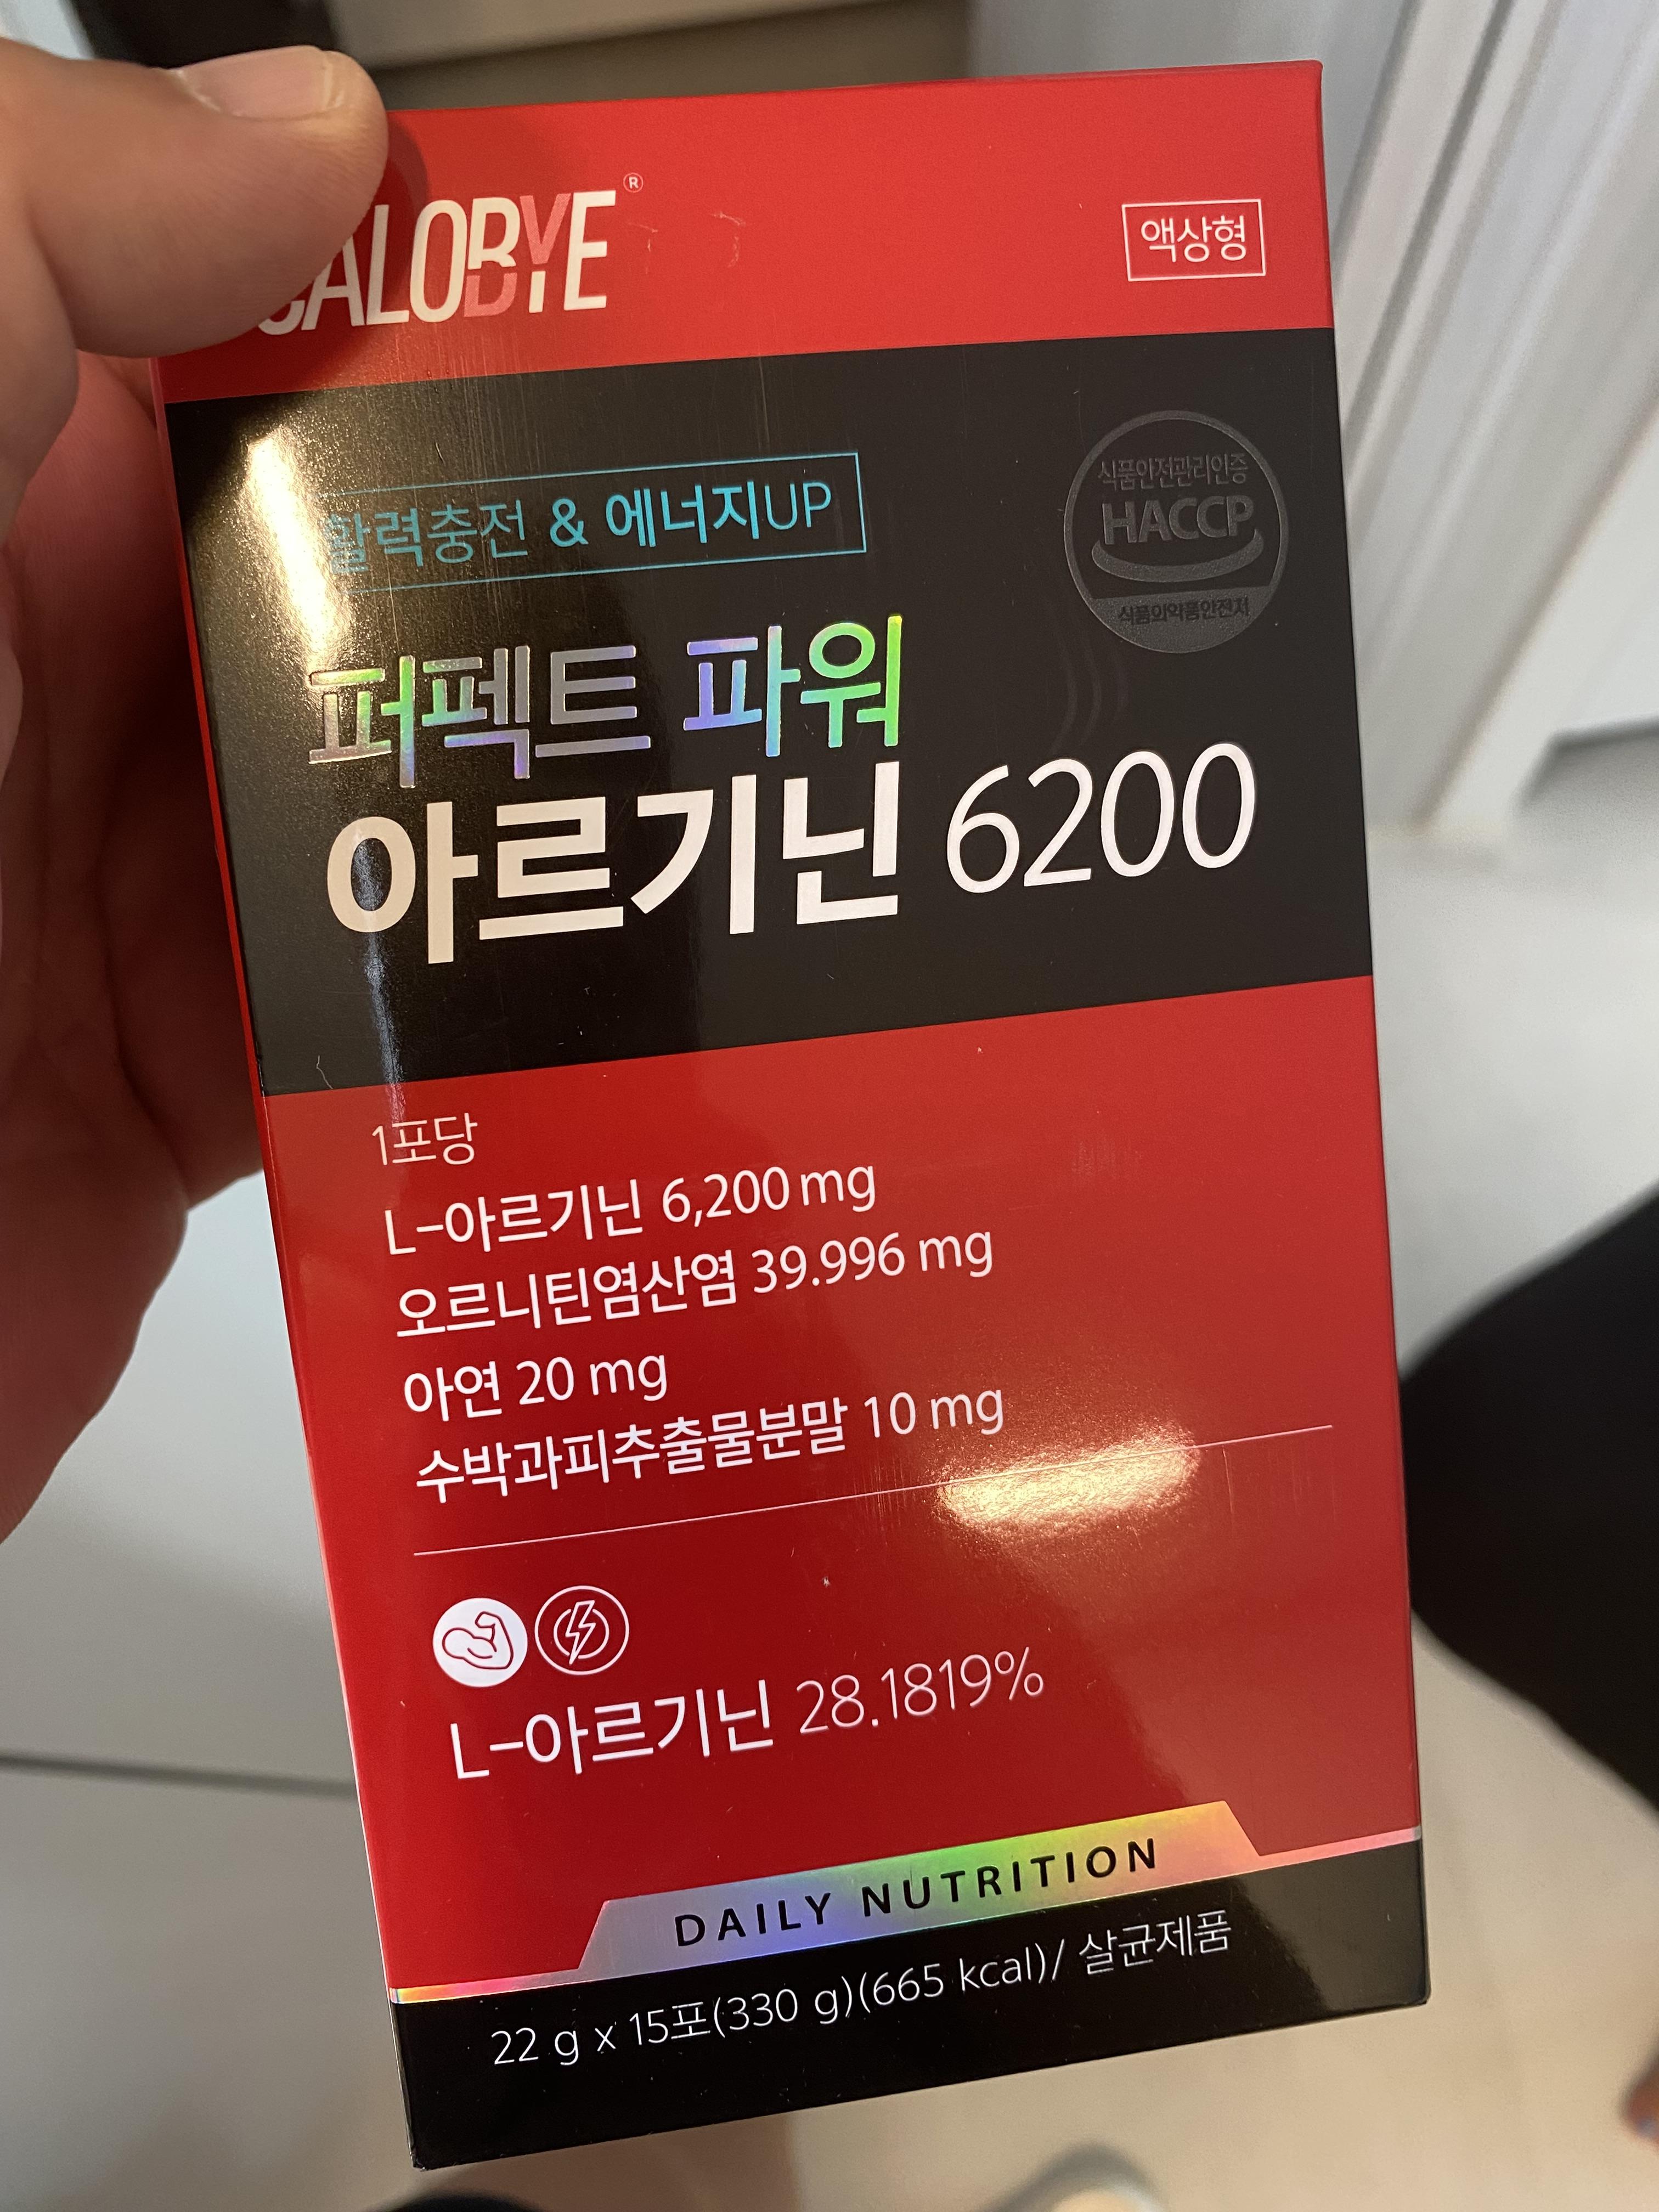 CALOBYE®
액상형
활력충전 & 에너지UP
식품안전관리인증
HACCP
식품의약품안전처
퍼펙트 파워
아르기닌 6200
1포당
L-아르기닌 6,200 mg
오르니틴염산염 39.996 mg
아연 20 mg
수박과피추출물분말 10 mg
L-아르기닌 28.1819%
DAILY NUTRITION
22 g x 15포(330 g)(665 kcal)/ 살균제품